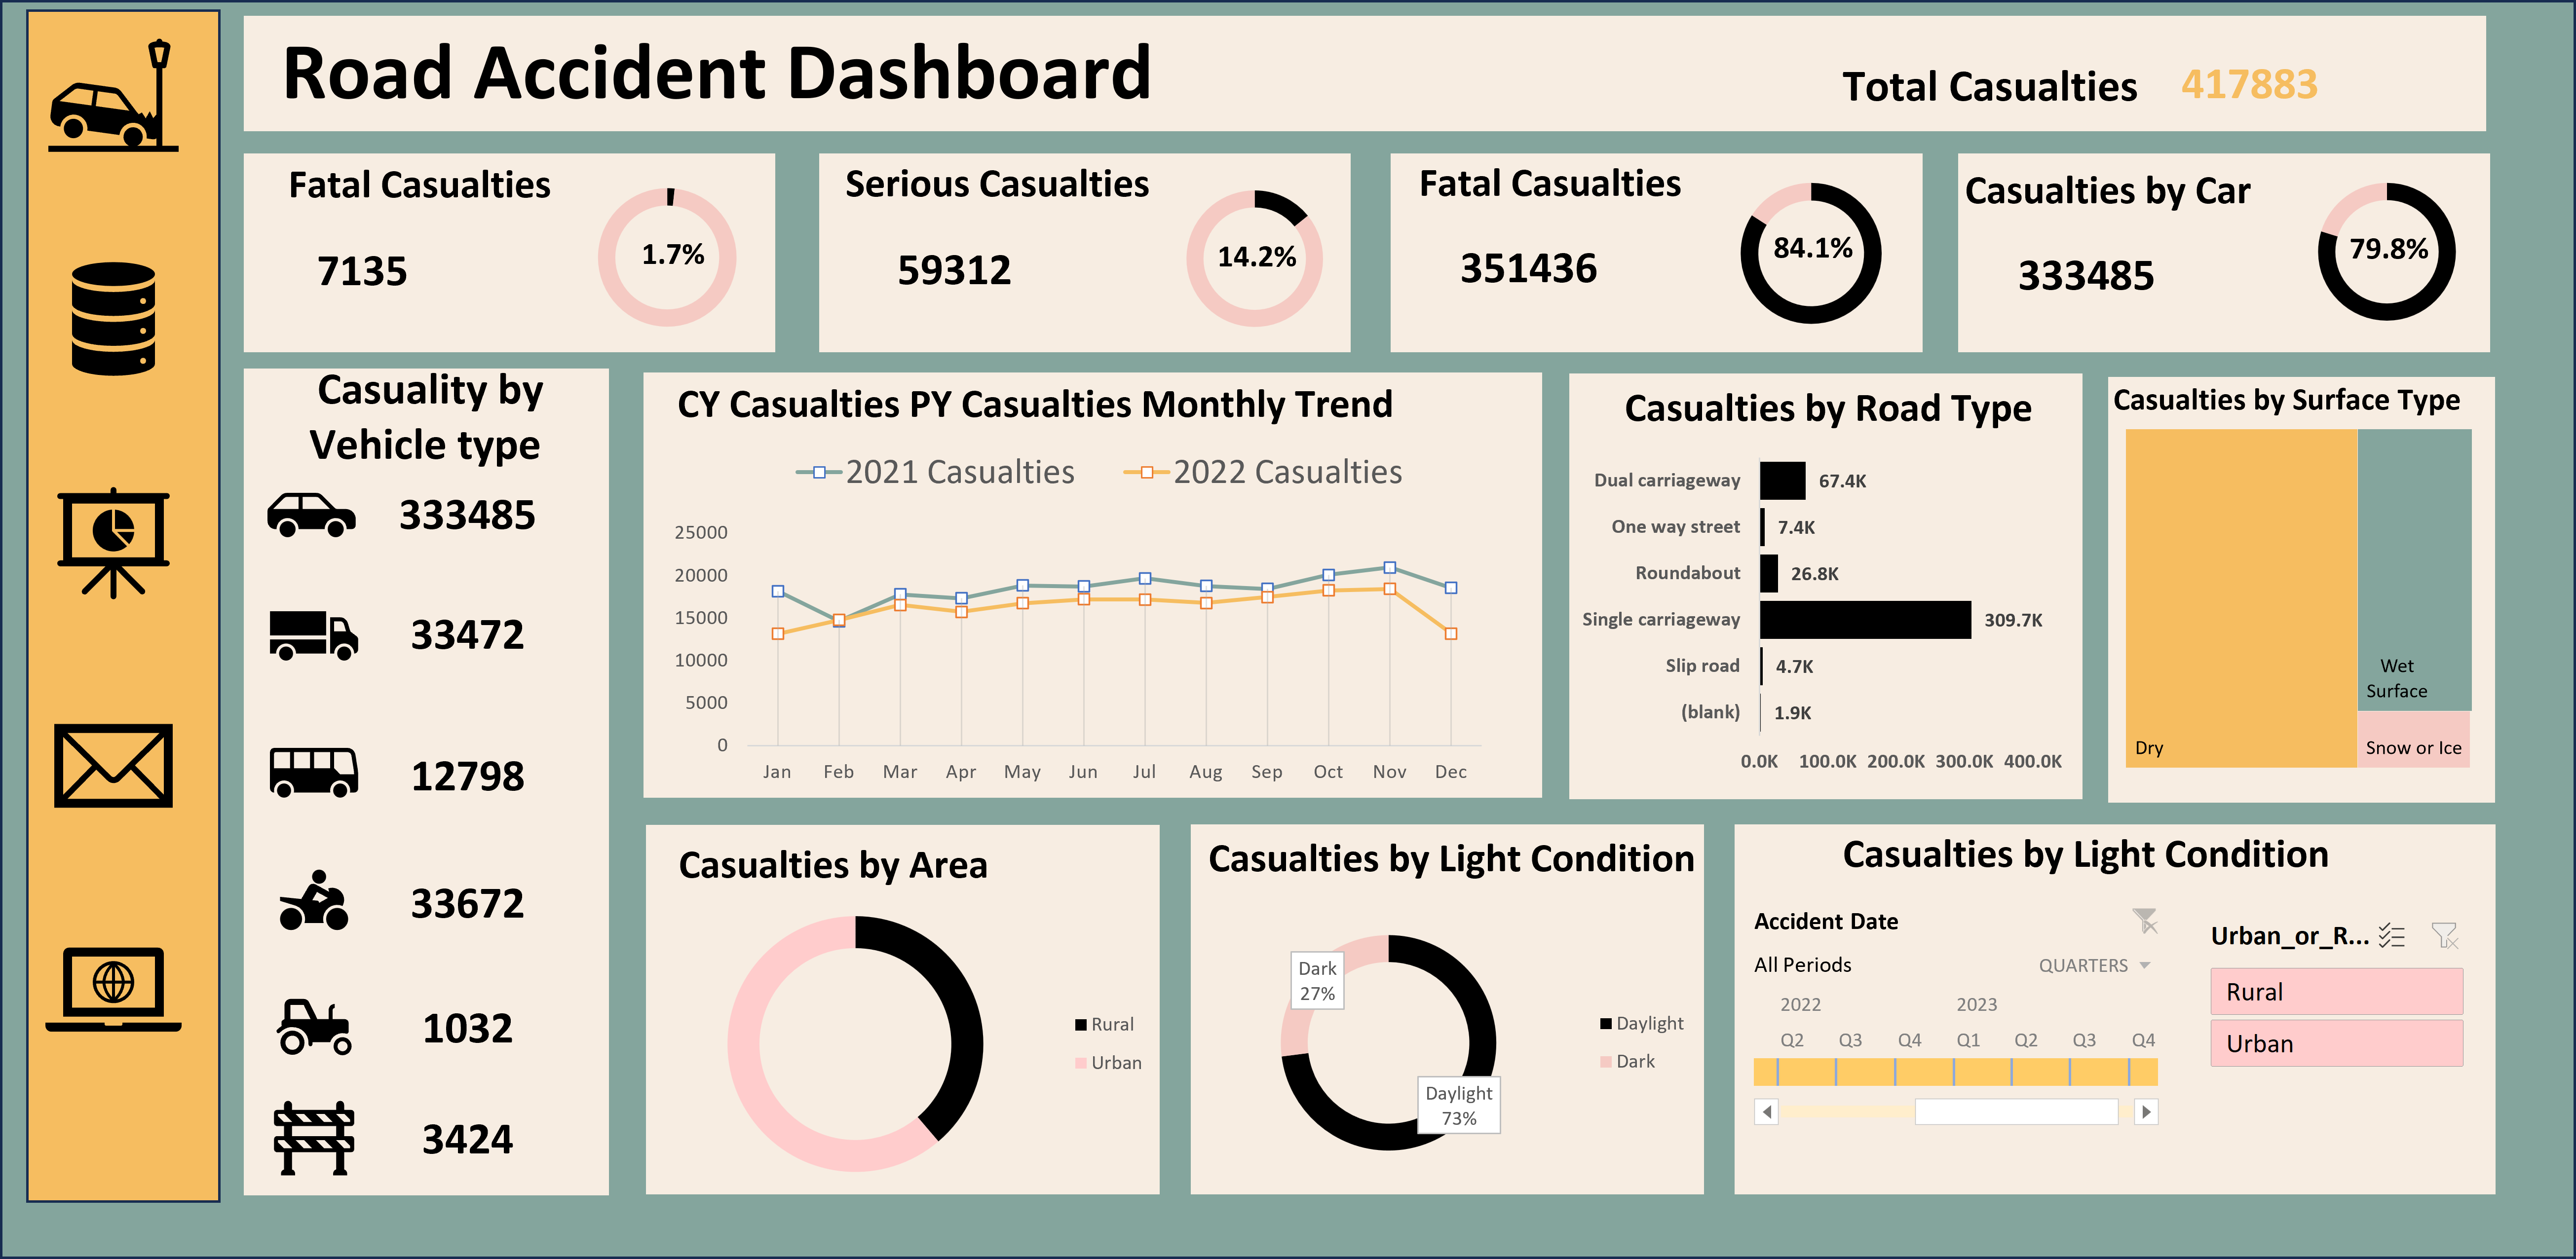 Road Accident Dashboard
Total Casualties 417883
Fatal Casualties
7135
1.7%
Serious Casualties
59312
14.2%
Fatal Casualties
351436
84.1%
Casualties by Car
333485
79.8%
Casuality by
Vehicle type
333485
33472
12798
33672
1032
3424
CY Casualties PY Casualties Monthly Trend
2021 Casualties 2022 Casualties
25000
20000
15000
10000
5000
0
Jan Feb Mar Apr May Jun Jul Aug Sep Oct Nov Dec
Casualties by Road Type
Dual carriageway 67.4K
One way street 7.4K
Roundabout 26.8K
Single carriageway 309.7K
Slip road 4.7K
(blank) 1.9K
0.0K 100.0K 200.0K 300.0K 400.0K
Casualties by Surface Type
Wet
Surface
Dry
Snow or Ice
Casualties by Area
Rural
Urban
Casualties by Light Condition
Dark
27%
Daylight
73%
Daylight
Dark
Casualties by Light Condition
Accident Date
All Periods QUARTERS
2022 2023
Q2 Q3 Q4 Q1 Q2 Q3 Q4
Urban_or_R...
Rural
Urban